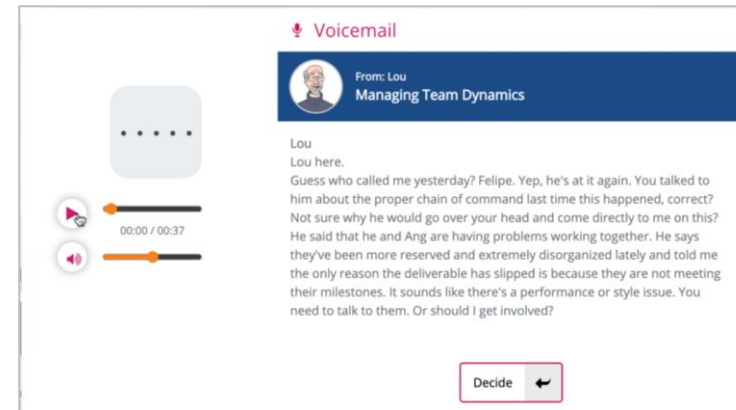 Voicemail
From: Lou
Managing Team Dynamics
Lou
Lou here.
Guess who called me yesterday? Felipe. Yep, he's at it again. You talked to
him about the proper chain of command last time this happened, correct?
Not sure why he would go over your head and come directly to me on this?
He said that he and Ang are having problems working together. He says
they've been more reserved and extremely disorganized lately and told me
the only reason the deliverable has slipped is because they are not meeting
their milestones. It sounds like there's a performance or style issue. You
need to talk to them. Or should I get involved?
00:00 / 00:37
Decide